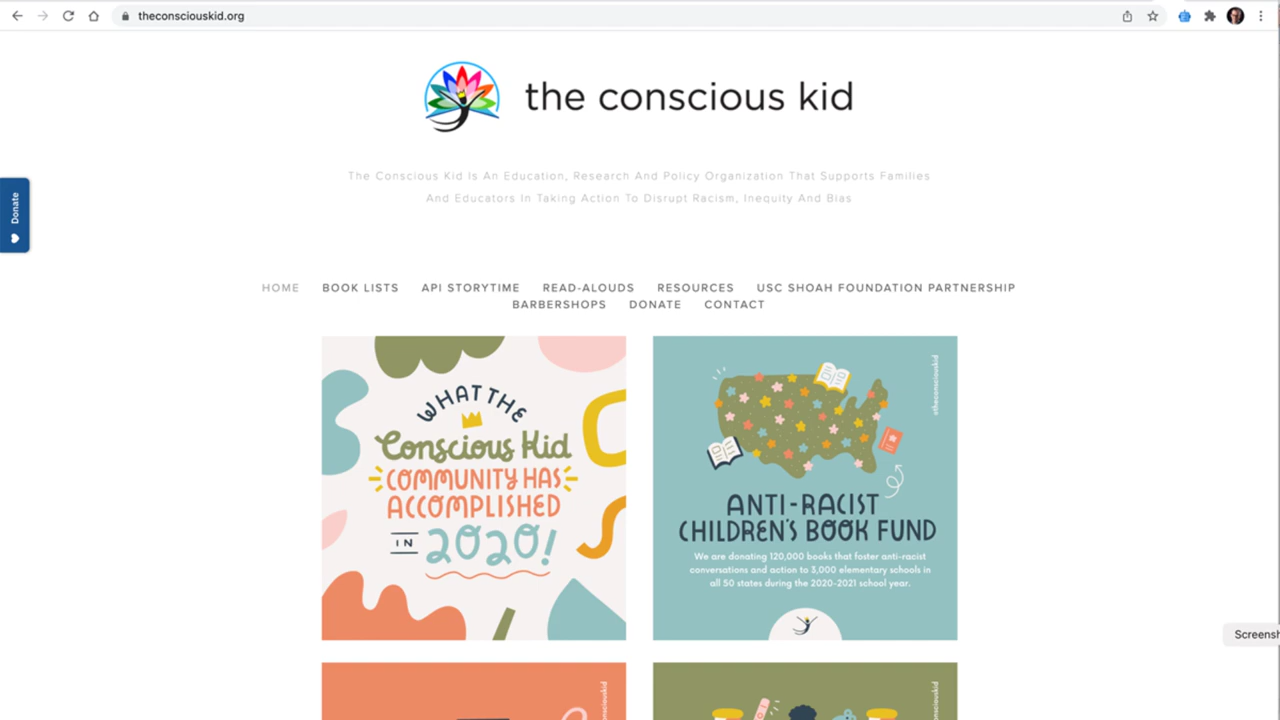 theconsciouskid.org
the conscious kid
The Conscious Kid Is An Education, Research And Policy Organization That Supports Families
And Educators In Taking Action To Disrupt Racism, Inequity And Bias
Donate
HOME BOOK LISTS API STORYTIME READ-ALOUDS RESOURCES USC SHOAH FOUNDATION PARTNERSHIP
BARBERSHOPS DONATE CONTACT
WHAT THE
Conscious Kid
COMMUNITY HAS
ACCOMPLISHED
IN 2020!
@theconsciouskid
ANTI-RACIST
CHILDREN'S BOOK FUND
We are donating 120,000 books that foster anti-racist
conversations and action to 3,000 elementary schools in
all 50 states during the 2020-2021 school year.
Screensh
onsciouskid
onsciouskid